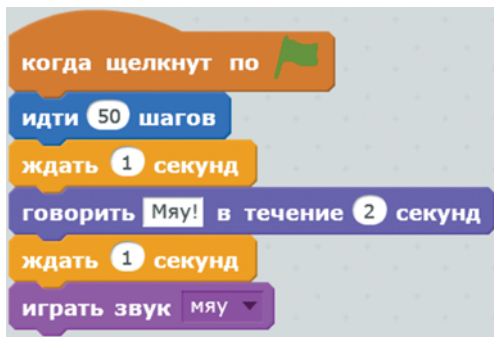 когда щелкнут по
идти 50 шагов
ждать 1 секунд
говорить Мяу! в течение 2 секунд
ждать 1 секунд
играть звук мяу